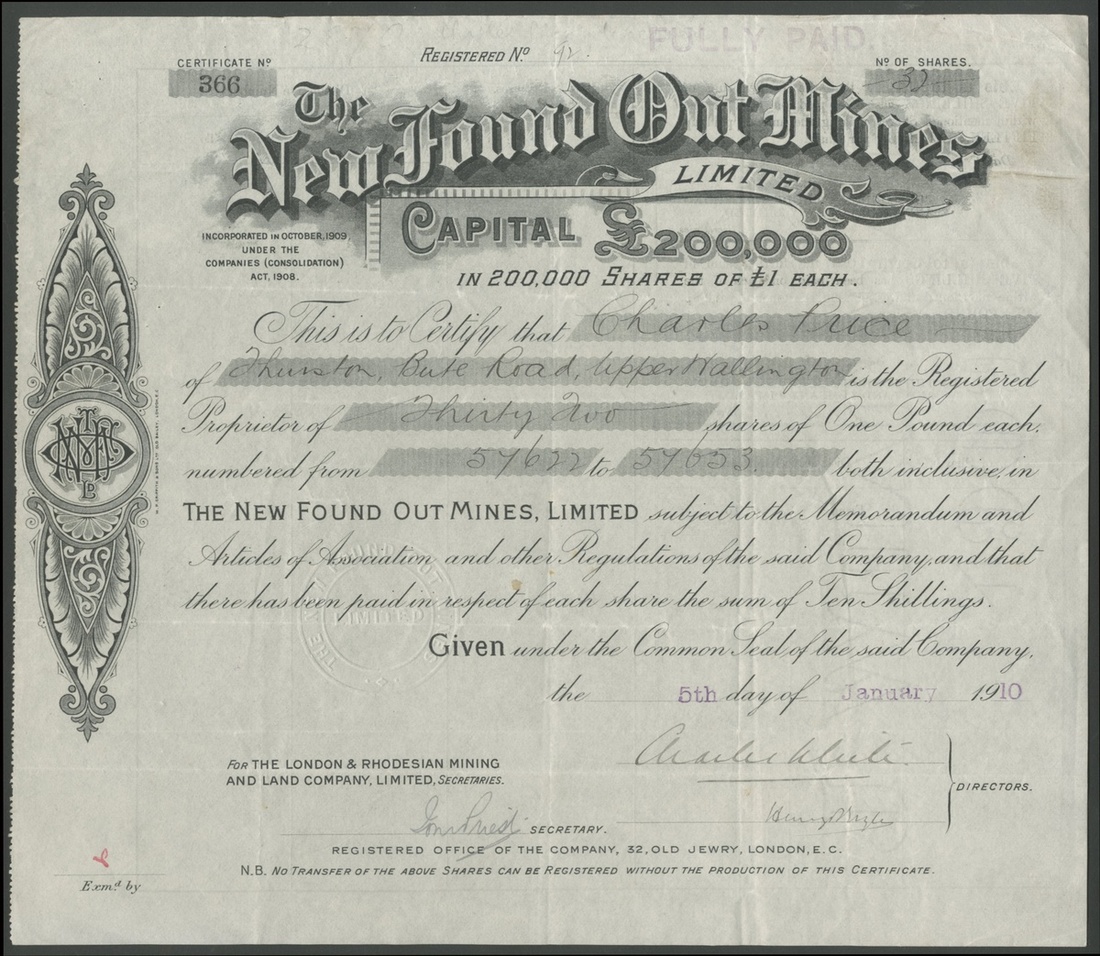 FULLY PAID.
CERTIFICATE Nº
REGISTERED Nº 92.
Nº OF SHARES.
366
32
The
New Found Out Mines
LIMITED
CAPITAL £200,000
INCORPORATED IN OCTOBER, 1909
UNDER THE
COMPANIES (CONSOLIDATION)
ACT, 1908.
IN 200,000 SHARES OF £1 EACH.
This is to Certify that Charles Price
of Thurston, Bute Road, Upper Wallington is the Registered
Proprietor of Thirty Two shares of One Pound each,
numbered from 57622 to 57653 both inclusive, in
THE NEW FOUND OUT MINES, LIMITED subject to the Memorandum and
Articles of Association and other Regulations of the said Company, and that
there has been paid in respect of each share the sum of Ten Shillings.
LIMITED
Given under the Common Seal of the said Company,
the 5th day of January 1910
FOR THE LONDON & RHODESIAN MINING
AND LAND COMPANY, LIMITED, SECRETARIES.
Charles White
DIRECTORS.
SECRETARY.
REGISTERED OFFICE OF THE COMPANY, 32, OLD JEWRY, LONDON, E.C.
N.B. NO TRANSFER OF THE ABOVE SHARES CAN BE REGISTERED WITHOUT THE PRODUCTION OF THIS CERTIFICATE.
Exmd. by